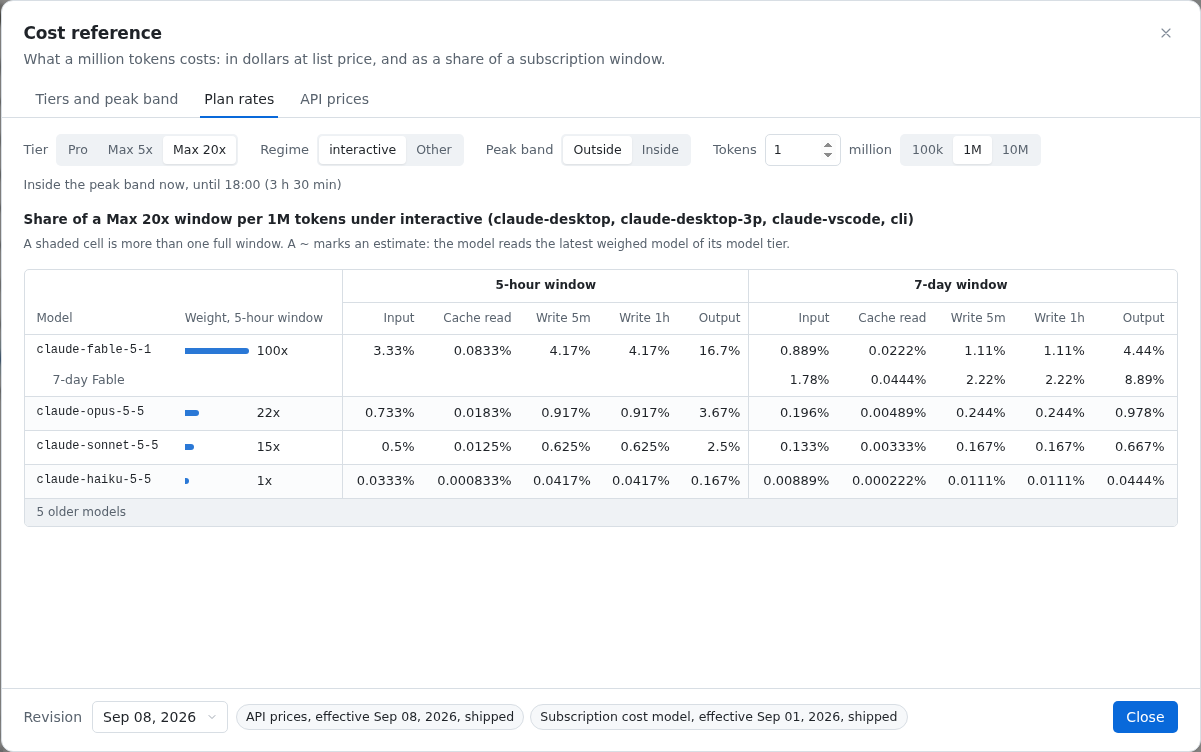 Cost reference
What a million tokens costs: in dollars at list price, and as a share of a subscription window.
Tiers and peak band Plan rates API prices
Tier Pro Max 5x Max 20x Regime interactive Other Peak band Outside Inside Tokens 1 million 100k 1M 10M
Inside the peak band now, until 18:00 (3 h 30 min)
Share of a Max 20x window per 1M tokens under interactive (claude-desktop, claude-desktop-3p, claude-vscode, cli)
A shaded cell is more than one full window. A ~ marks an estimate: the model reads the latest weighed model of its model tier.
5-hour window 7-day window
Model Weight, 5-hour window Input Cache read Write 5m Write 1h Output Input Cache read Write 5m Write 1h Output
claude-fable-5-1 100x 3.33% 0.0833% 4.17% 4.17% 16.7% 0.889% 0.0222% 1.11% 1.11% 4.44%
7-day Fable 1.78% 0.0444% 2.22% 2.22% 8.89%
claude-opus-5-5 22x 0.733% 0.0183% 0.917% 0.917% 3.67% 0.196% 0.00489% 0.244% 0.244% 0.978%
claude-sonnet-5-5 15x 0.5% 0.0125% 0.625% 0.625% 2.5% 0.133% 0.00333% 0.167% 0.167% 0.667%
claude-haiku-5-5 1x 0.0333% 0.000833% 0.0417% 0.0417% 0.167% 0.00889% 0.000222% 0.0111% 0.0111% 0.0444%
5 older models
Revision Sep 08, 2026 API prices, effective Sep 08, 2026, shipped Subscription cost model, effective Sep 01, 2026, shipped Close